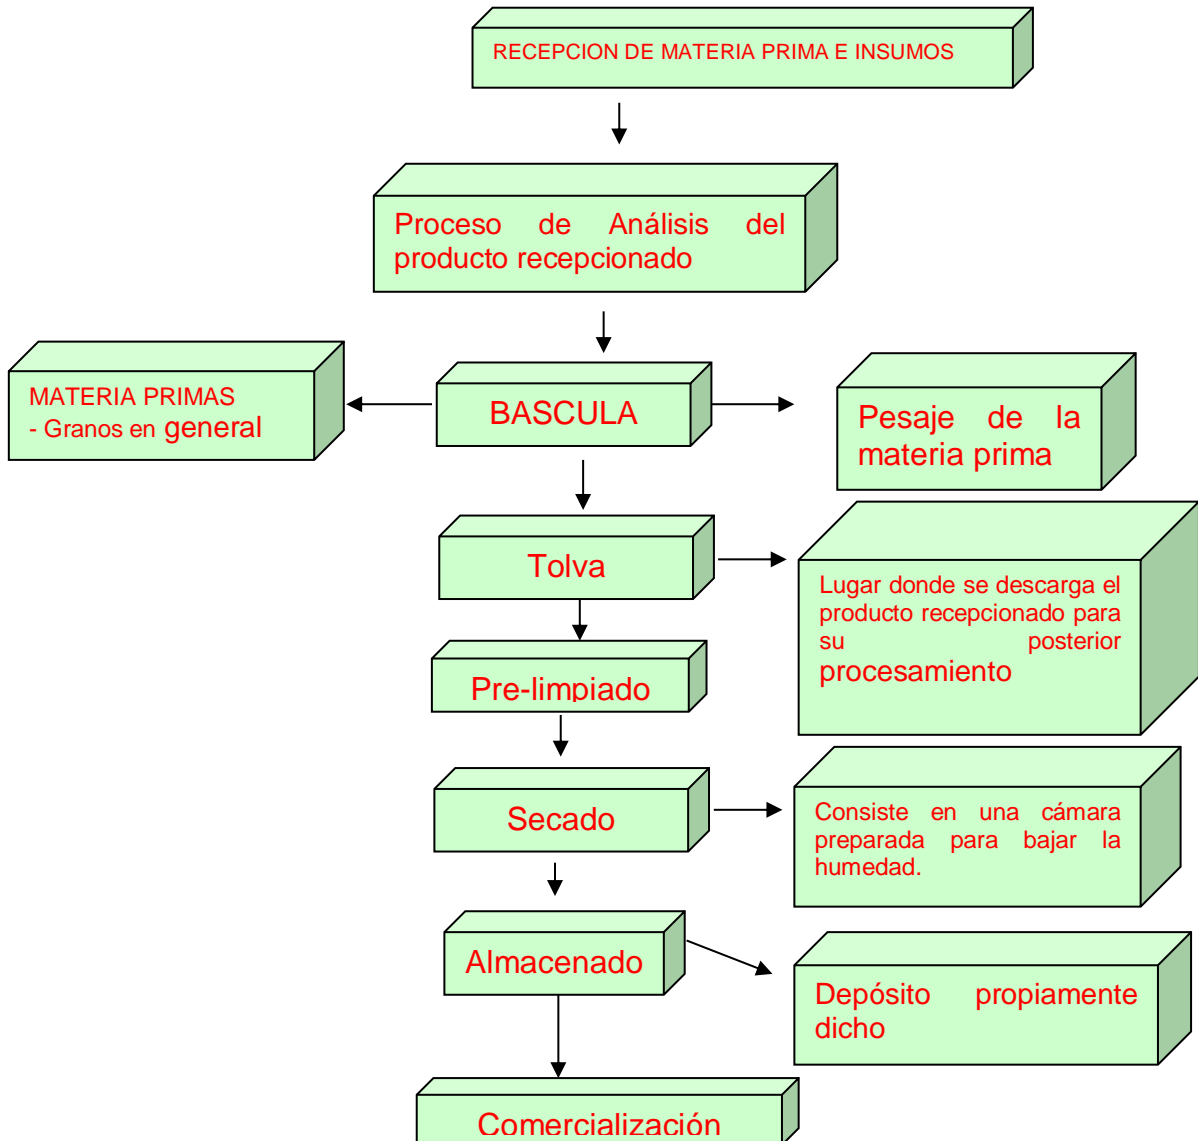 RECEPCION DE MATERIA PRIMA E INSUMOS
Proceso de Análisis del
producto recepcionado
MATERIA PRIMAS
- Granos en general
BASCULA
Pesaje de la
materia prima
Tolva
Lugar donde se descarga el
producto recepcionado para
su posterior
procesamiento
Pre-limpiado
Secado
Consiste en una cámara
preparada para bajar la
humedad.
Almacenado
Depósito propiamente
dicho
Comercialización